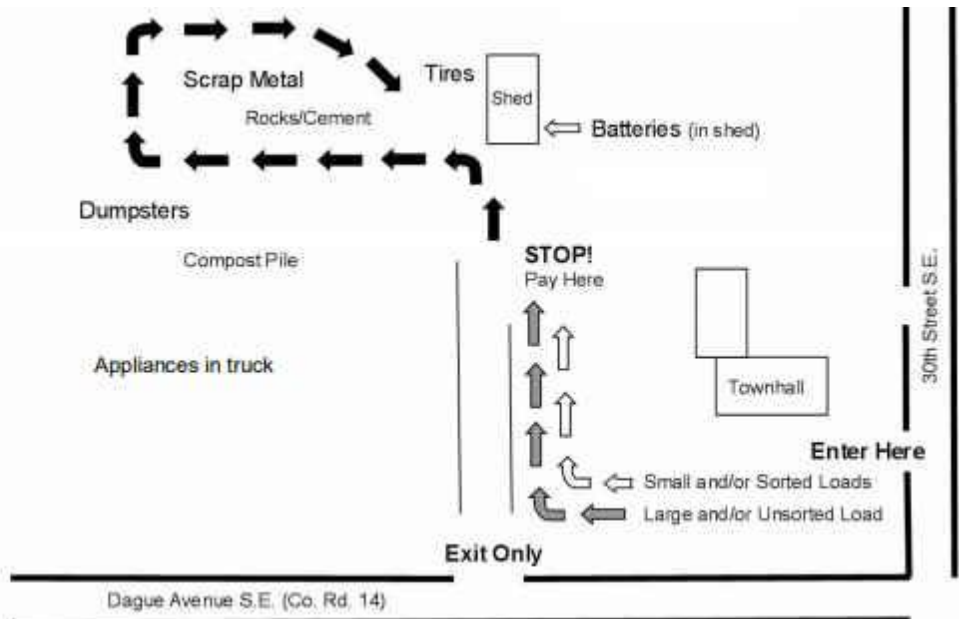 Scrap Metal
Tires
Shed
Rocks/Cement
Batteries (in shed)
Dumpsters
Compost Pile
STOP!
Pay Here
30th Street S.E.
Appliances in truck
Townhall
Enter Here
Small and/or Sorted Loads
Large and/or Unsorted Load
Exit Only
Dague Avenue S.E. (Co. Rd. 14)